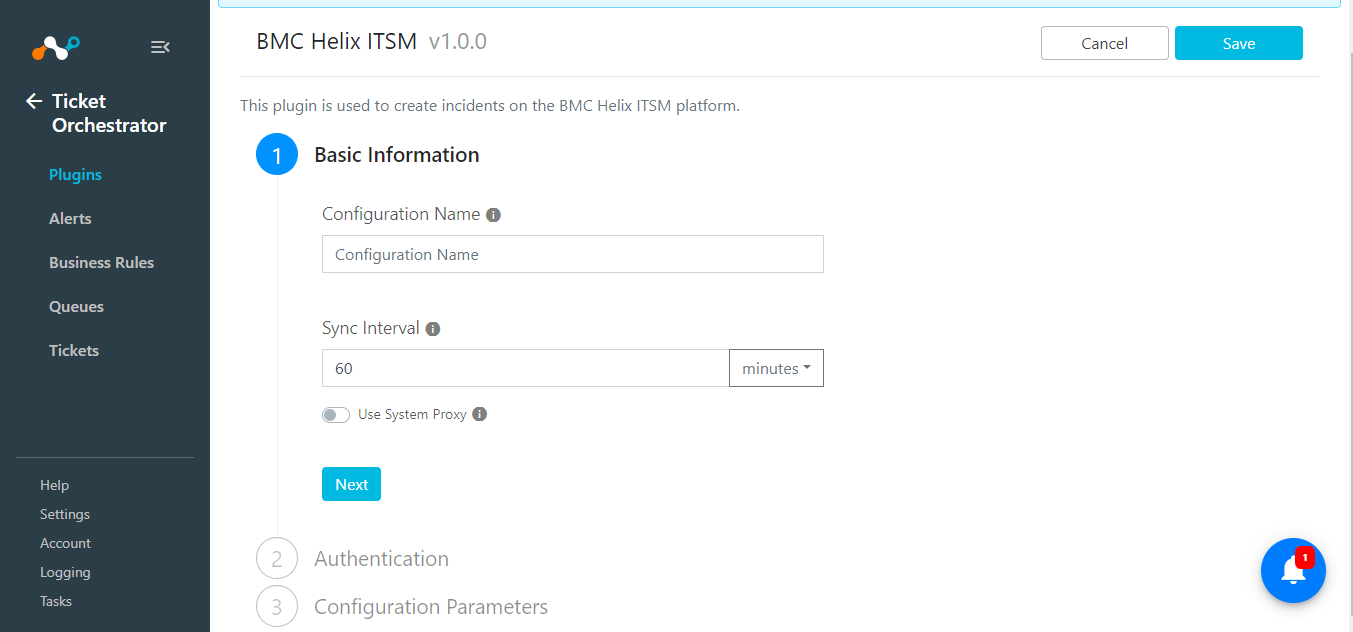 Ticket
Orchestrator
Plugins
Alerts
Business Rules
Queues
Tickets
Help
Settings
Account
Logging
Tasks
BMC Helix ITSM v1.0.0
Cancel
Save
This plugin is used to create incidents on the BMC Helix ITSM platform.
1 Basic Information
Configuration Name i
Configuration Name
Sync Interval i
60 minutes
Use System Proxy i
Next
2 Authentication
3 Configuration Parameters
1